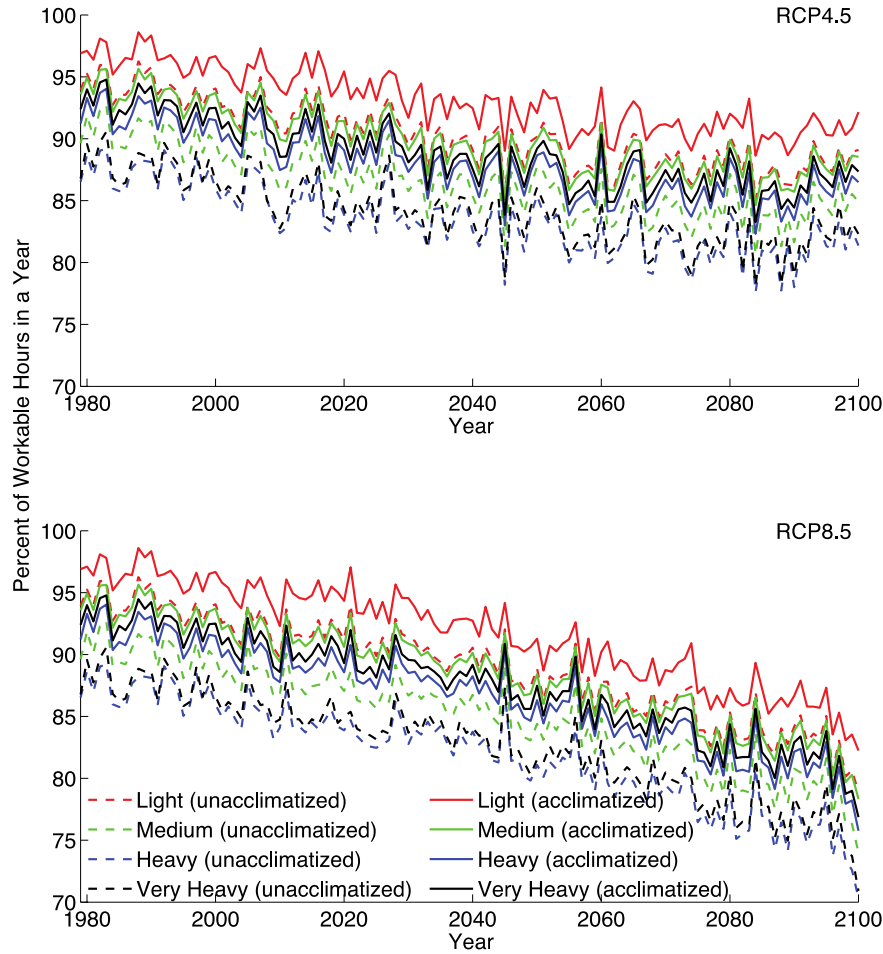 Percent of Workable Hours in a Year
RCP4.5
100
95
90
85
80
75
70
1980 2000 2020 2040 2060 2080 2100
Year
RCP8.5
100
95
90
85
80
75
70
Light (unacclimatized) Light (acclimatized)
Medium (unacclimatized) Medium (acclimatized)
Heavy (unacclimatized) Heavy (acclimatized)
Very Heavy (unacclimatized) Very Heavy (acclimatized)
1980 2000 2020 2040 2060 2080 2100
Year